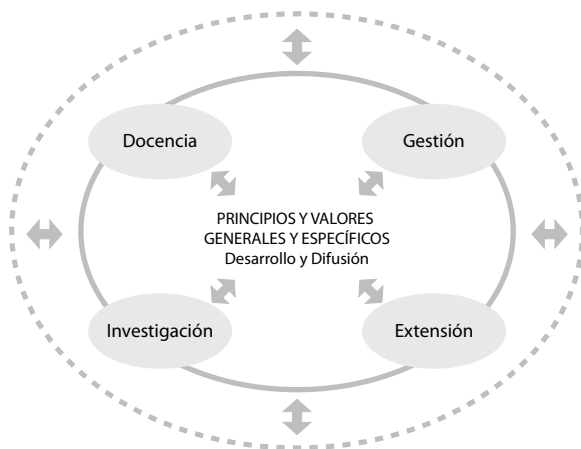 Docencia
Gestión
PRINCIPIOS Y VALORES
GENERALES Y ESPECÍFICOS
Desarrollo y Difusión
Investigación
Extensión